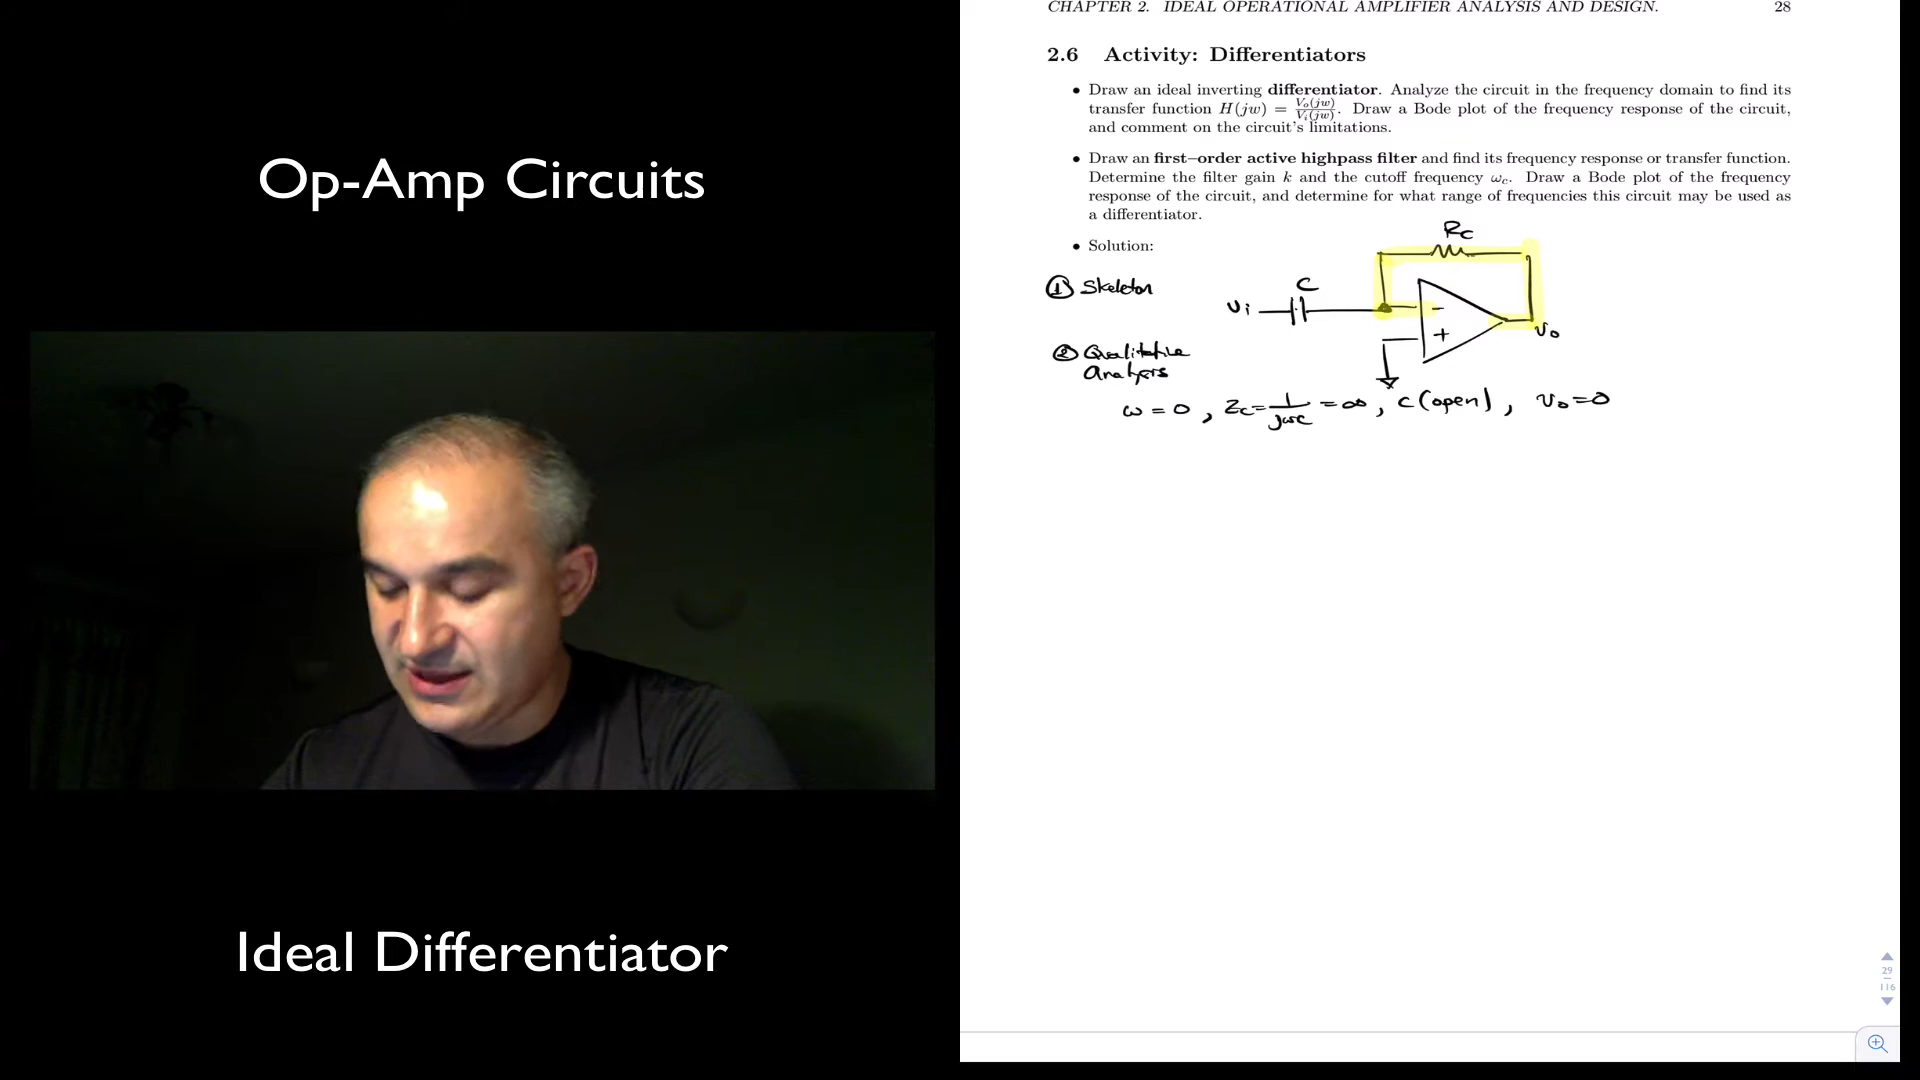 Op-Amp Circuits
Ideal Differentiator
CHAPTER 2. IDEAL OPERATIONAL AMPLIFIER ANALYSIS AND DESIGN. 28
2.6 Activity: Differentiators
• Draw an ideal inverting differentiator. Analyze the circuit in the frequency domain to find its
transfer function H(jw) = Vo(jw)/Vi(jw). Draw a Bode plot of the frequency response of the circuit,
and comment on the circuit's limitations.
• Draw an first–order active highpass filter and find its frequency response or transfer function.
Determine the filter gain k and the cutoff frequency ωc. Draw a Bode plot of the frequency
response of the circuit, and determine for what range of frequencies this circuit may be used as
a differentiator.
• Solution:
Rc
① Skeleton
C
vi
-
+
vo
② Qualitative
Analysis
ω = 0, Zc = 1/jωc = ∞, c (open), vo = 0
29
116